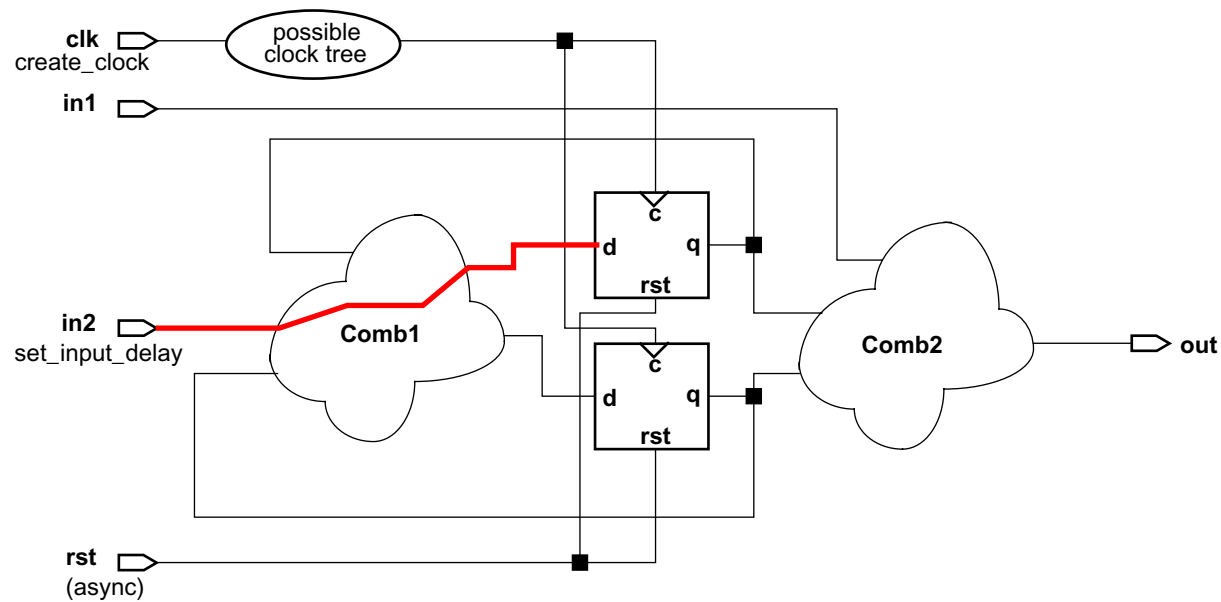 clk
create_clock
possible
clock tree
in1
c
d
q
rst
in2
set_input_delay
Comb1
Comb2
out
c
d
q
rst
rst
(async)